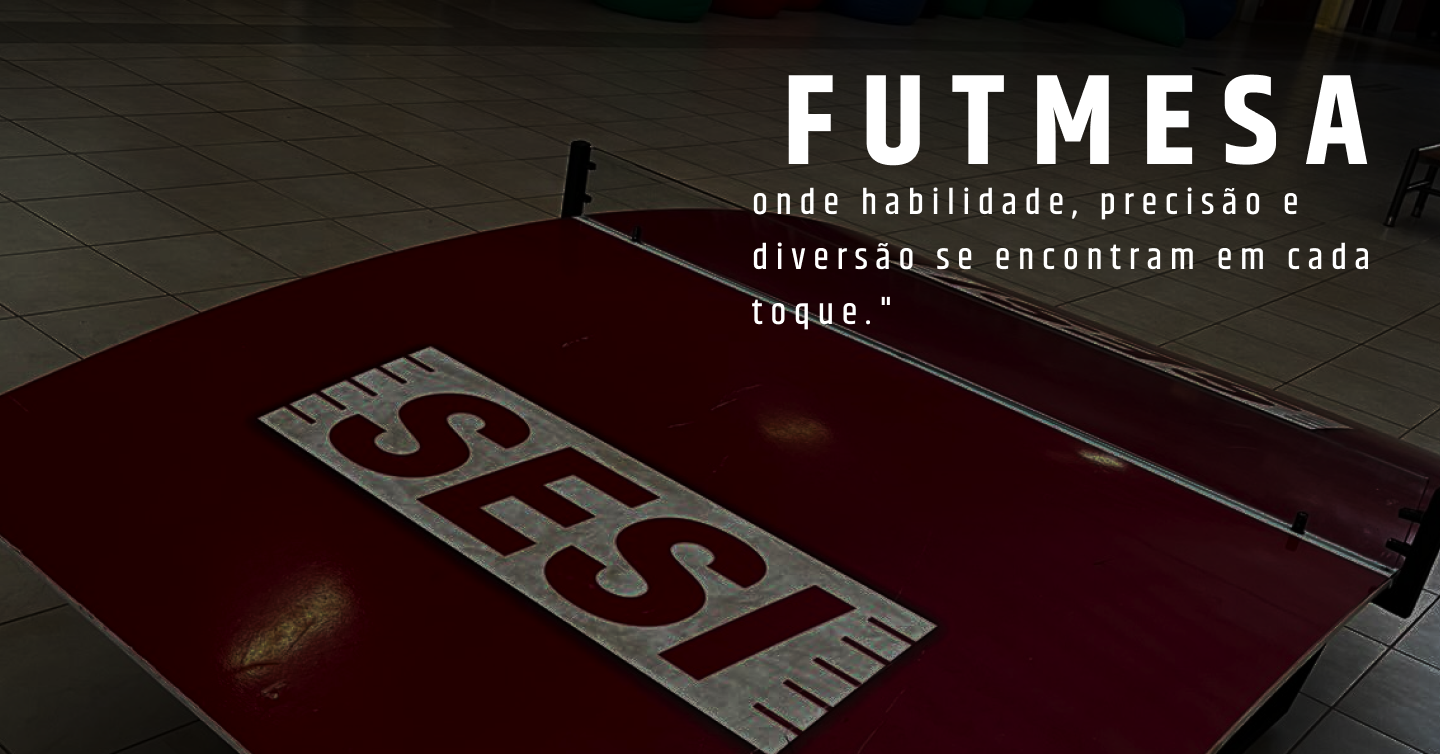 FUTMESA
onde habilidade, precisão e
diversão se encontram em cada
toque."
SESI